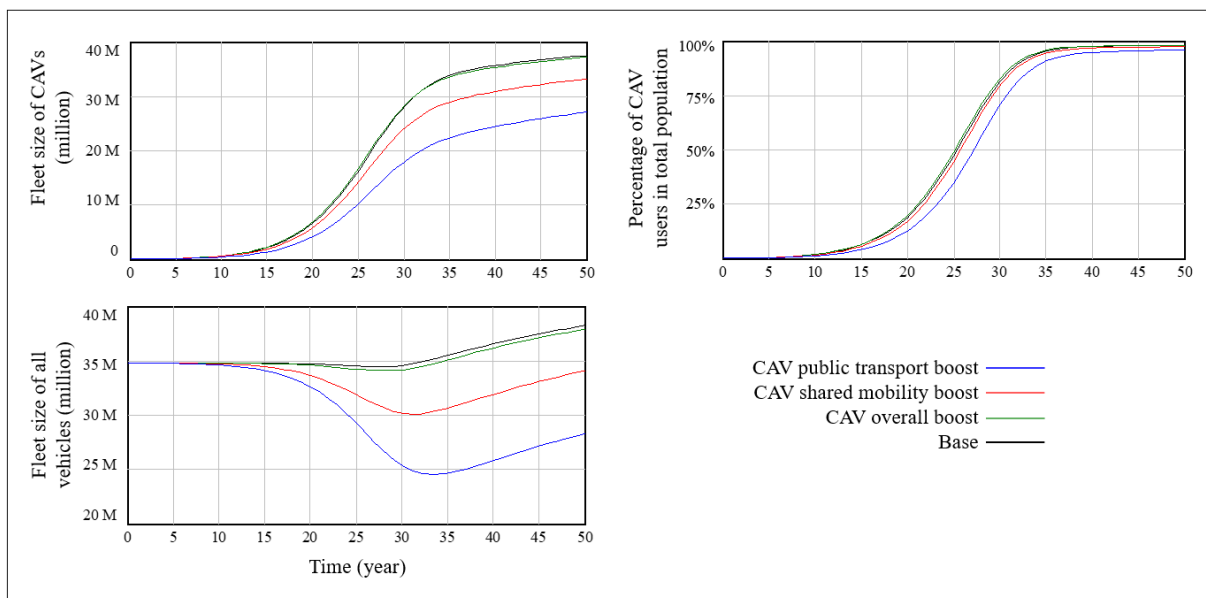 Fleet size of CAVs
(million)
40 M
30 M
20 M
10 M
0
0 5 10 15 20 25 30 35 40 45 50
Percentage of CAV
users in total population
100%
75%
50%
25%
0 5 10 15 20 25 30 35 40 45 50
Fleet size of all
vehicles (million)
40 M
35 M
30 M
25 M
20 M
0 5 10 15 20 25 30 35 40 45 50
Time (year)
CAV public transport boost
CAV shared mobility boost
CAV overall boost
Base